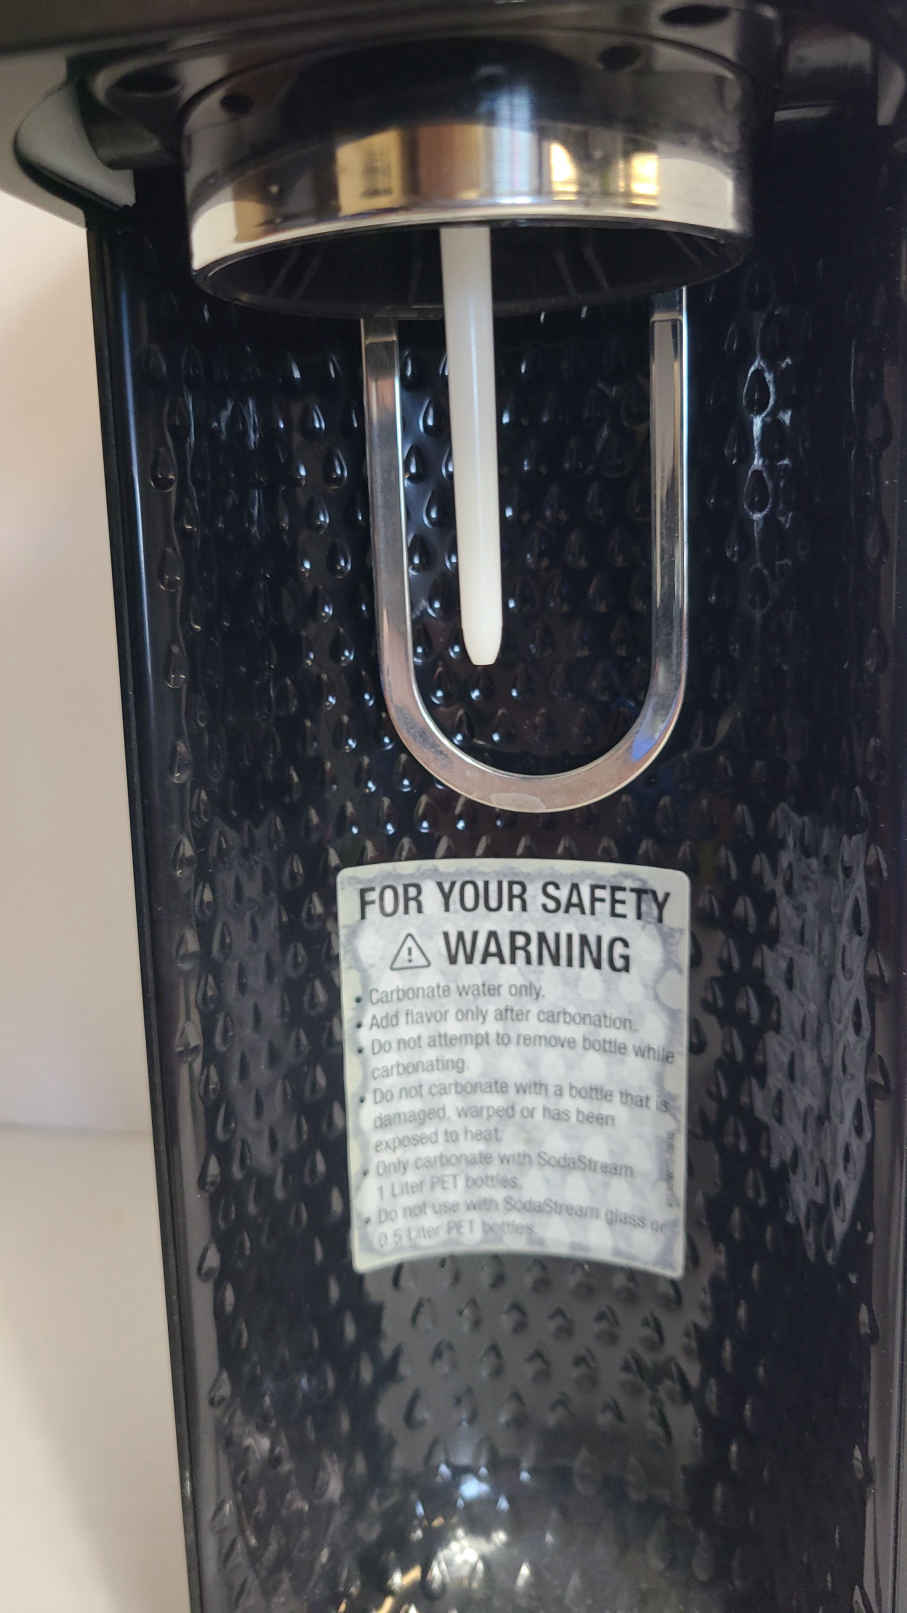 FOR YOUR SAFETY
⚠ WARNING
• Carbonate water only.
• Add flavor only after carbonation.
• Do not attempt to remove bottle while
carbonating.
• Do not carbonate with a bottle that is
damaged, warped or has been
exposed to heat.
• Only carbonate with SodaStream
1 Liter PET bottles.
• Do not use with SodaStream glass or
0.5 Liter PET bottles.